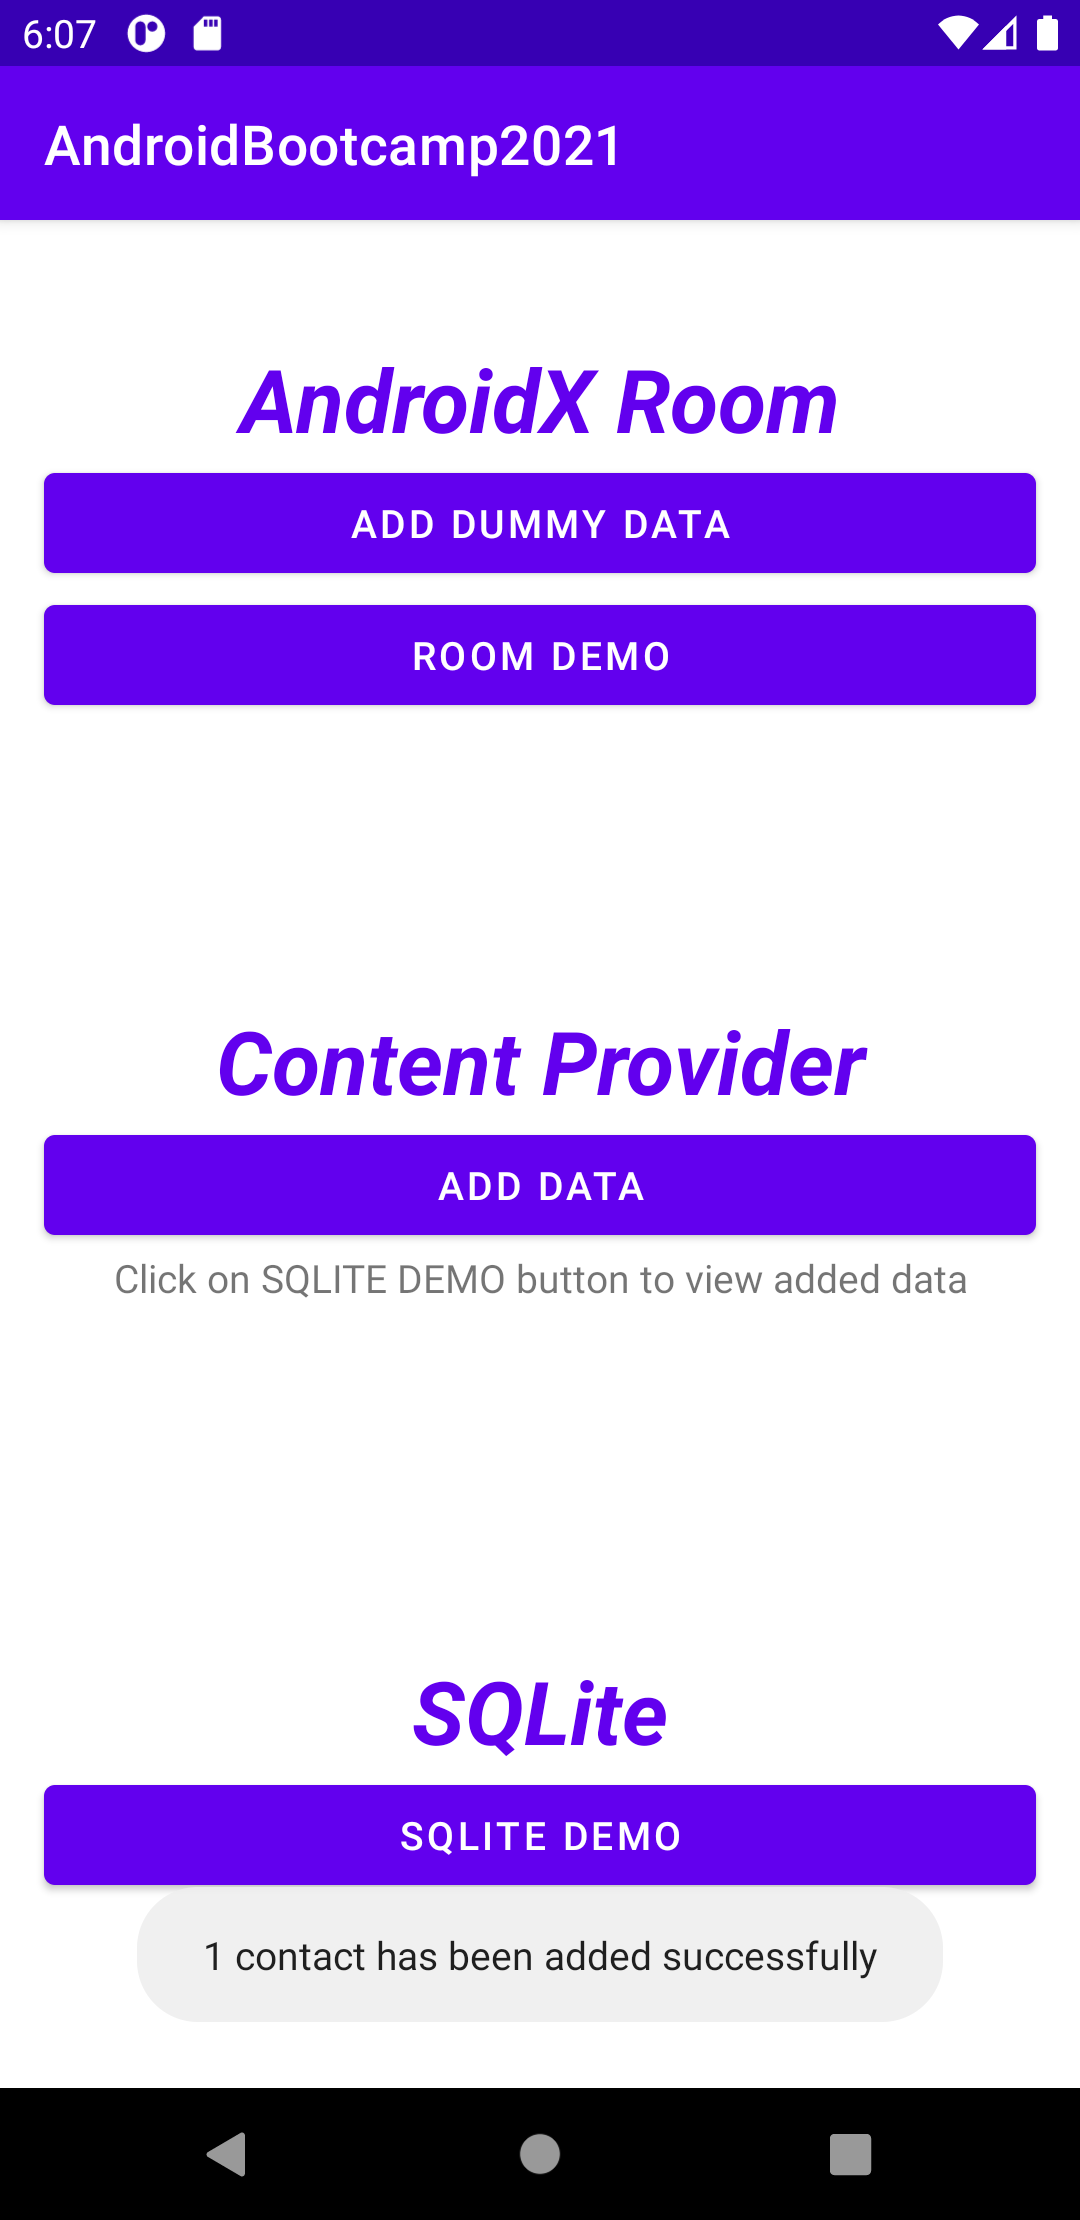 6:07
AndroidBootcamp2021
AndroidX Room
ADD DUMMY DATA
ROOM DEMO
Content Provider
ADD DATA
Click on SQLITE DEMO button to view added data
SQLite
SQLITE DEMO
1 contact has been added successfully